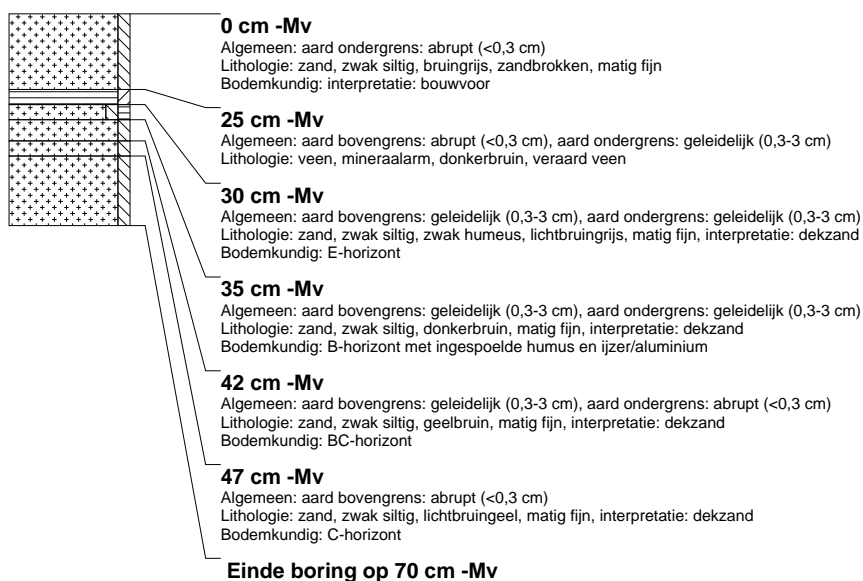 0 cm -Mv
Algemeen: aard ondergrens: abrupt (<0,3 cm)
Lithologie: zand, zwak siltig, bruingrijs, zandbrokken, matig fijn
Bodemkundig: interpretatie: bouwvoor
25 cm -Mv
Algemeen: aard bovengrens: abrupt (<0,3 cm), aard ondergrens: geleidelijk (0,3-3 cm)
Lithologie: veen, mineraalarm, donkerbruin, veraard veen
30 cm -Mv
Algemeen: aard bovengrens: geleidelijk (0,3-3 cm), aard ondergrens: geleidelijk (0,3-3 cm)
Lithologie: zand, zwak siltig, zwak humeus, lichtbruingrijs, matig fijn, interpretatie: dekzand
Bodemkundig: E-horizont
35 cm -Mv
Algemeen: aard bovengrens: geleidelijk (0,3-3 cm), aard ondergrens: geleidelijk (0,3-3 cm)
Lithologie: zand, zwak siltig, donkerbruin, matig fijn, interpretatie: dekzand
Bodemkundig: B-horizont met ingespoelde humus en ijzer/aluminium
42 cm -Mv
Algemeen: aard bovengrens: geleidelijk (0,3-3 cm), aard ondergrens: abrupt (<0,3 cm)
Lithologie: zand, zwak siltig, geelbruin, matig fijn, interpretatie: dekzand
Bodemkundig: BC-horizont
47 cm -Mv
Algemeen: aard bovengrens: abrupt (<0,3 cm)
Lithologie: zand, zwak siltig, lichtbruingeel, matig fijn, interpretatie: dekzand
Bodemkundig: C-horizont
Einde boring op 70 cm -Mv